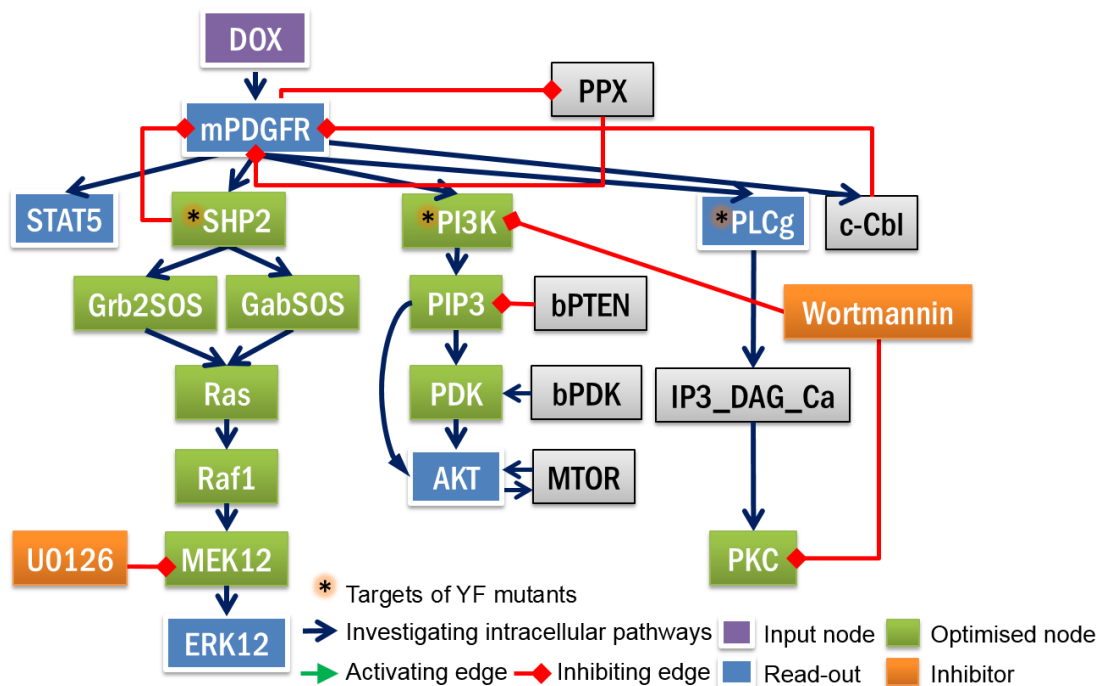 DOX
PPX
mPDGFR
STAT5
*SHP2
*PI3K
*PLCg
c-Cbl
Grb2SOS
GabSOS
PIP3
bPTEN
Wortmannin
Ras
PDK
bPDK
IP3_DAG_Ca
Raf1
AKT
MTOR
U0126
MEK12
PKC
* Targets of YF mutants
ERK12
Investigating intracellular pathways
Input node
Optimised node
Activating edge
Inhibiting edge
Read-out
Inhibitor